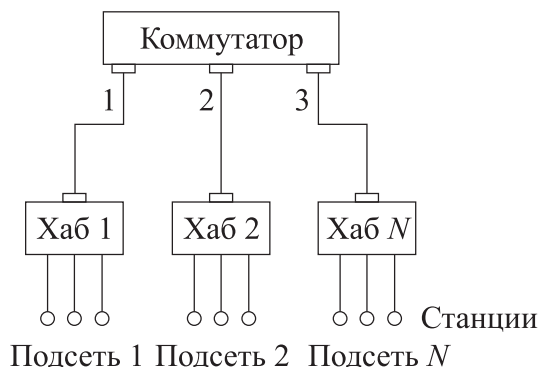 Коммутатор
1 2 3
Хаб 1 Хаб 2 Хаб N
Станции
Подсеть 1 Подсеть 2 Подсеть N